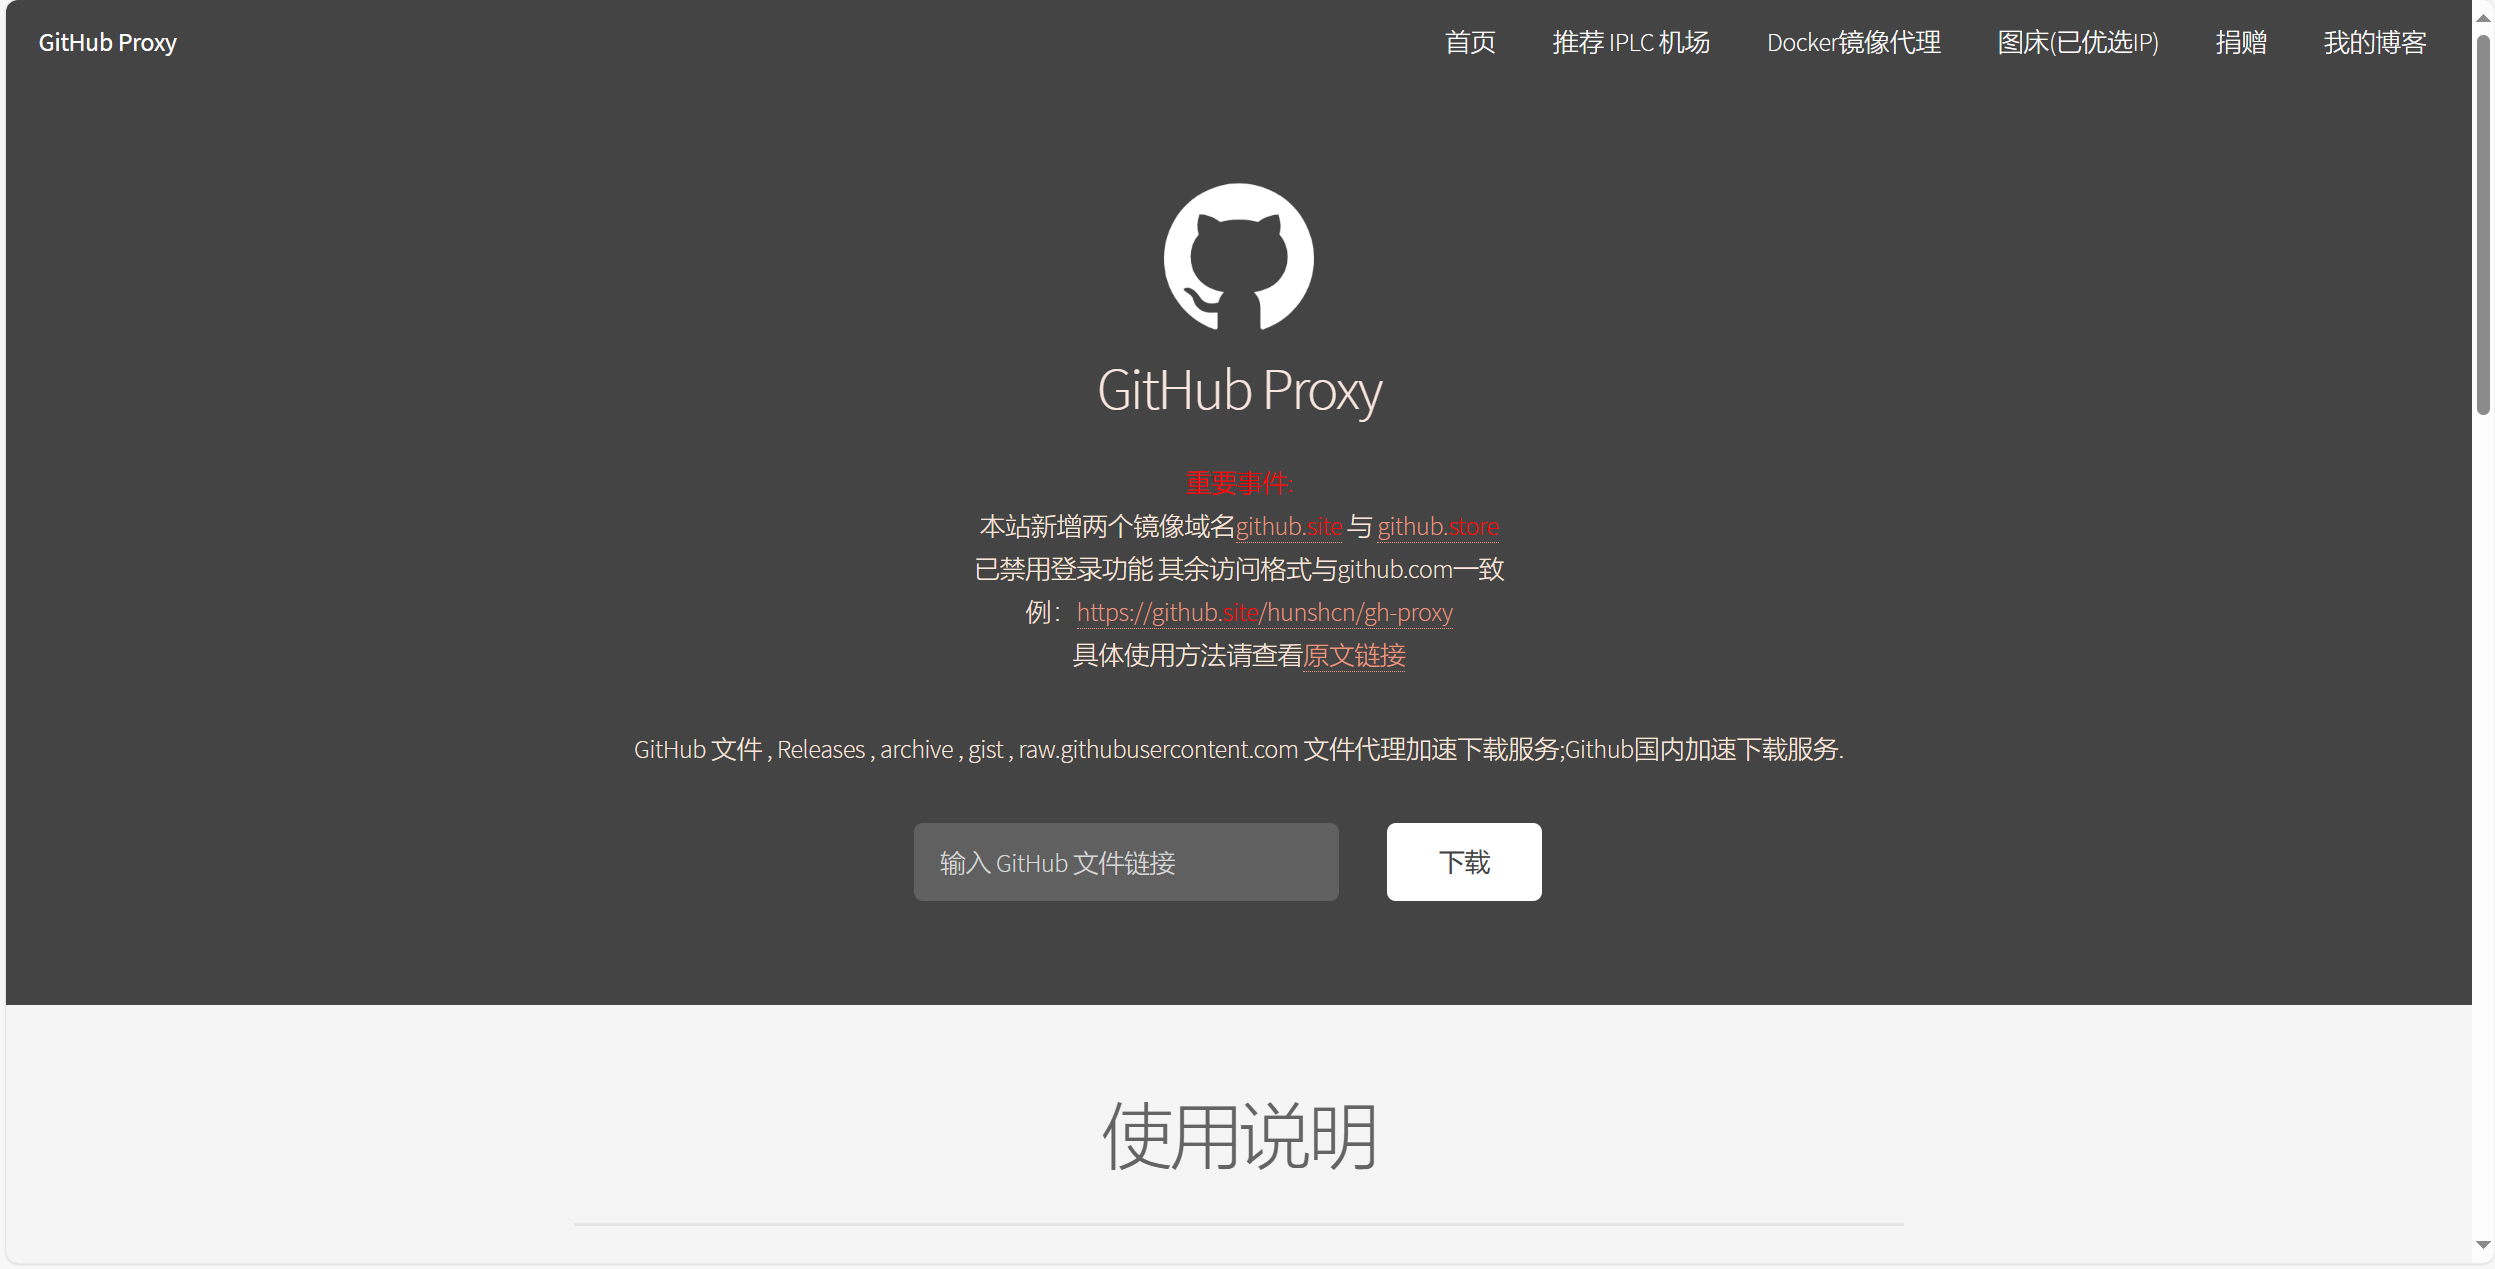 GitHub Proxy
首页 推荐 IPLC 机场 Docker镜像代理 图床(已优选IP) 捐赠 我的博客
GitHub Proxy
重要事件:
本站新增两个镜像域名github.site 与 github.store
已禁用登录功能 其余访问格式与github.com一致
例： https://github.site/hunshcn/gh-proxy
具体使用方法请查看原文链接
GitHub 文件 , Releases , archive , gist , raw.githubusercontent.com 文件代理加速下载服务;Github国内加速下载服务.
输入 GitHub 文件链接
下载
使用说明